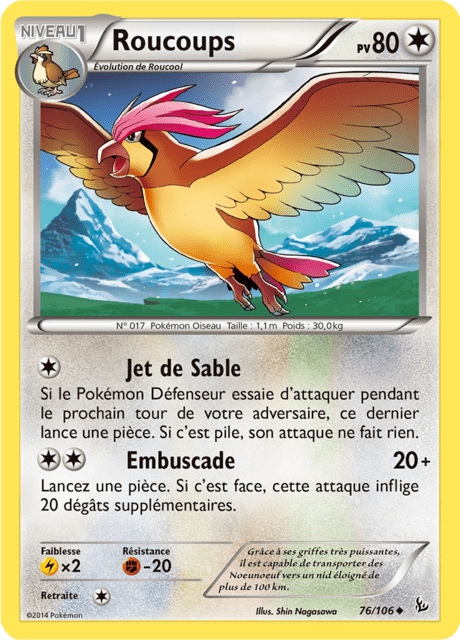 NIVEAU 1
Roucoups
PV 80
Évolution de Roucool
N° 017 Pokémon Oiseau Taille : 1,1 m Poids : 30,0 kg
Jet de Sable
Si le Pokémon Défenseur essaie d'attaquer pendant
le prochain tour de votre adversaire, ce dernier
lance une pièce. Si c'est pile, son attaque ne fait rien.
Embuscade 20+
Lancez une pièce. Si c'est face, cette attaque inflige
20 dégâts supplémentaires.
Faiblesse Résistance
×2 -20
Retraite
Grâce à ses griffes très puissantes,
il est capable de transporter des
Noeunoeuf vers un nid éloigné de
plus de 100 km.
©2014 Pokémon
Illus. Shin Nagasawa
76/106